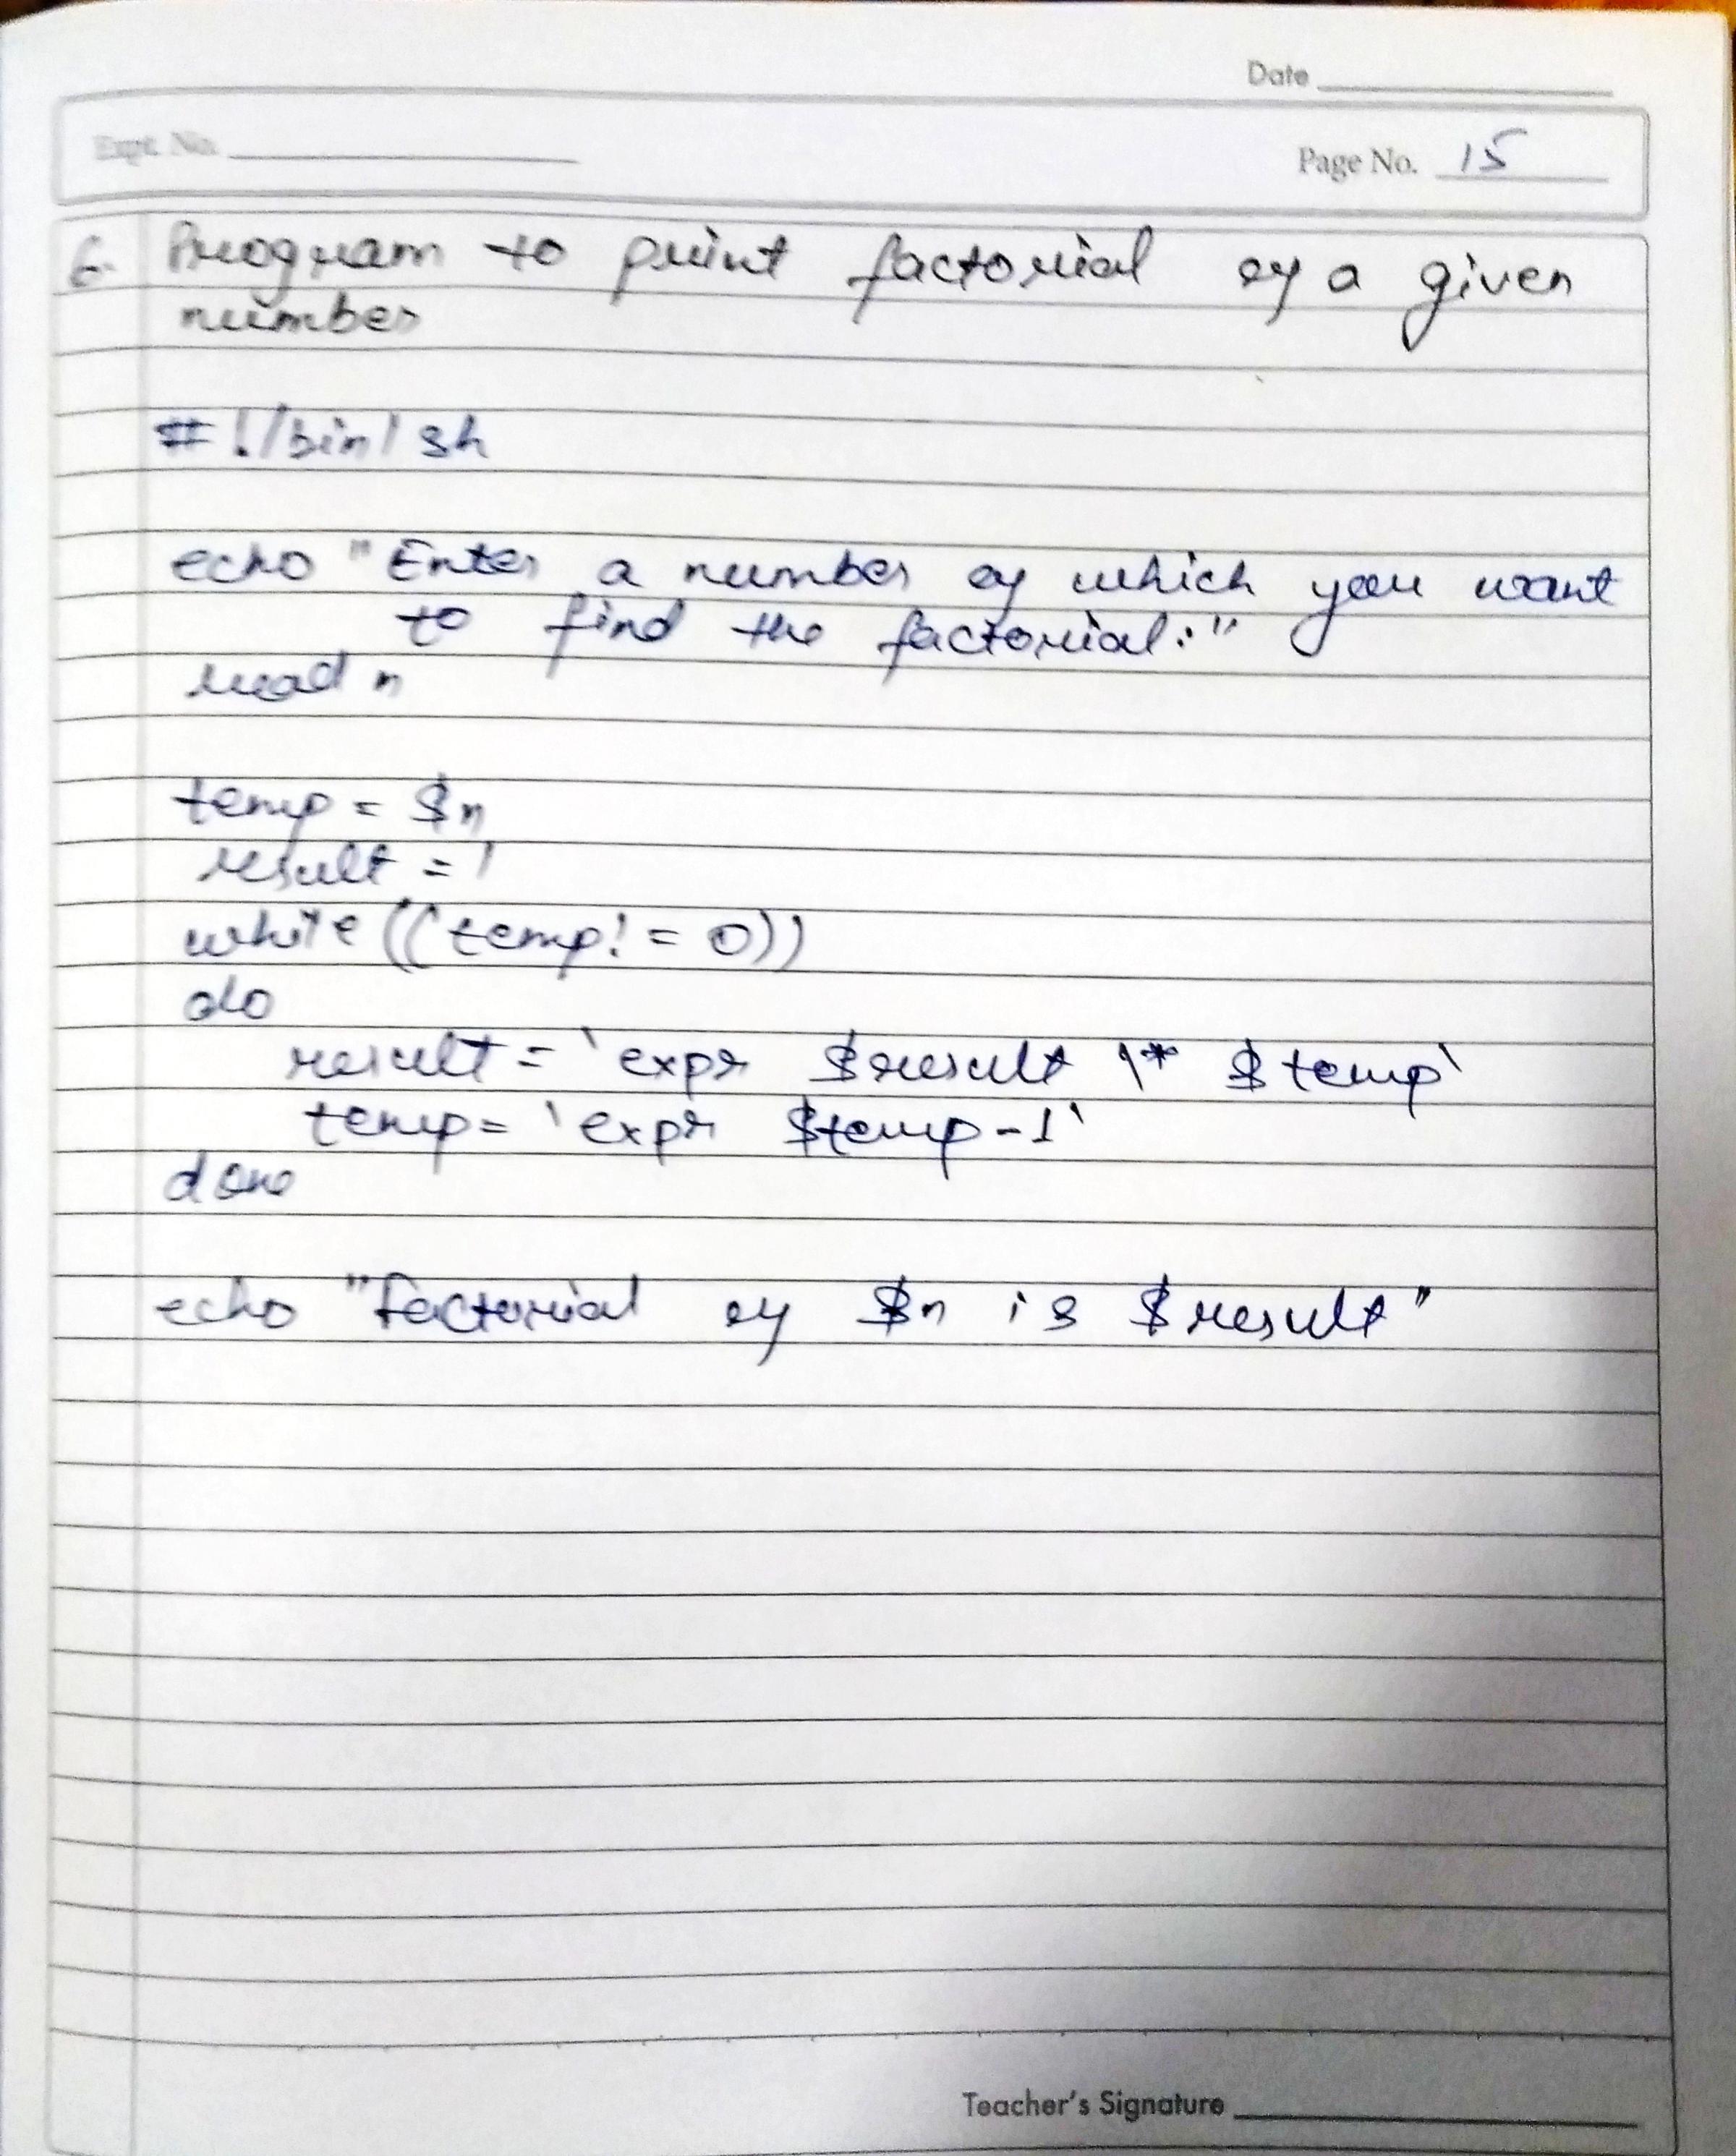 Date
Expt. No.
Page No. 15
6. Program to print factorial of a given
number
#!/bin/sh
echo "Enter a number of which you want
to find the factorial:"
read n
temp = $n
result = 1
while ((temp! = 0))
do
result = `expr $result \* $temp`
temp = `expr $temp - 1`
done
echo "Factorial of $n is $result"
Teacher's Signature